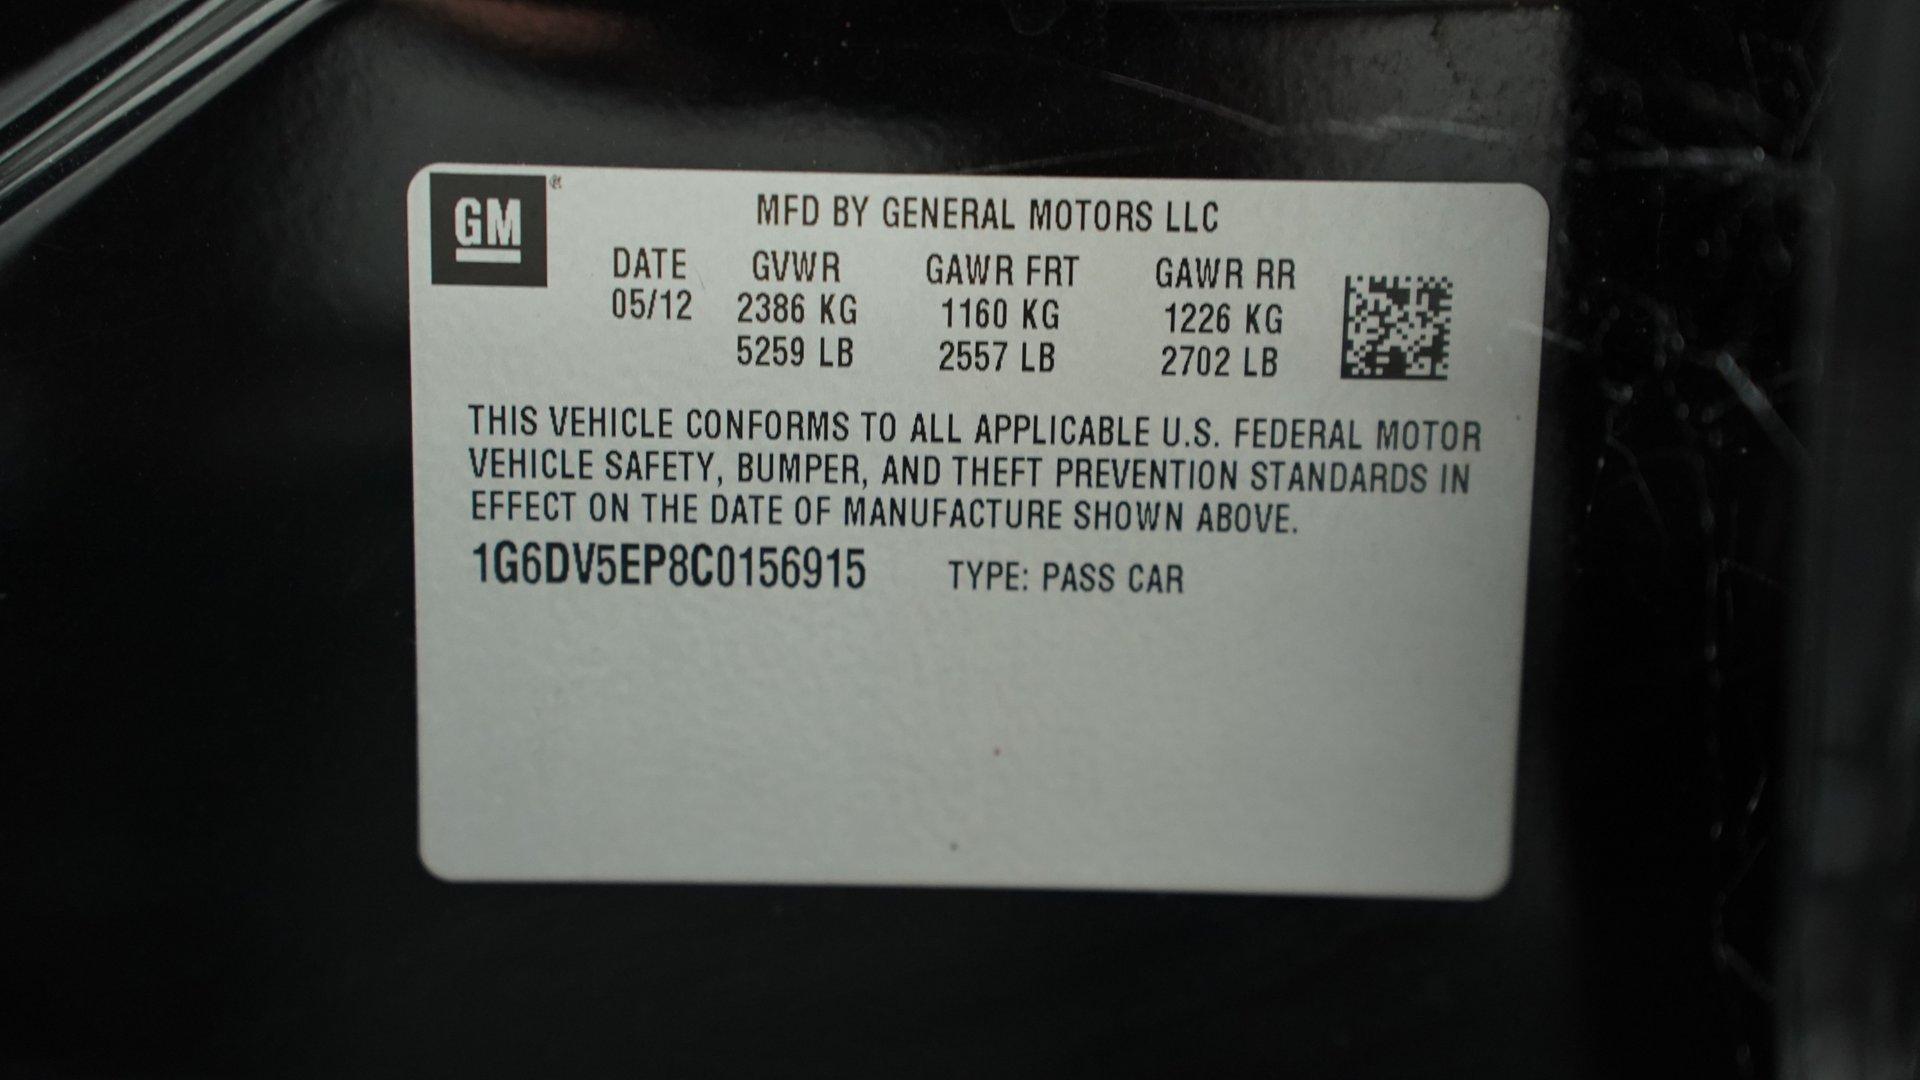 GM ®
MFD BY GENERAL MOTORS LLC
DATE GVWR GAWR FRT GAWR RR
05/12 2386 KG 1160 KG 1226 KG
5259 LB 2557 LB 2702 LB
THIS VEHICLE CONFORMS TO ALL APPLICABLE U.S. FEDERAL MOTOR
VEHICLE SAFETY, BUMPER, AND THEFT PREVENTION STANDARDS IN
EFFECT ON THE DATE OF MANUFACTURE SHOWN ABOVE.
1G6DV5EP8C0156915 TYPE: PASS CAR